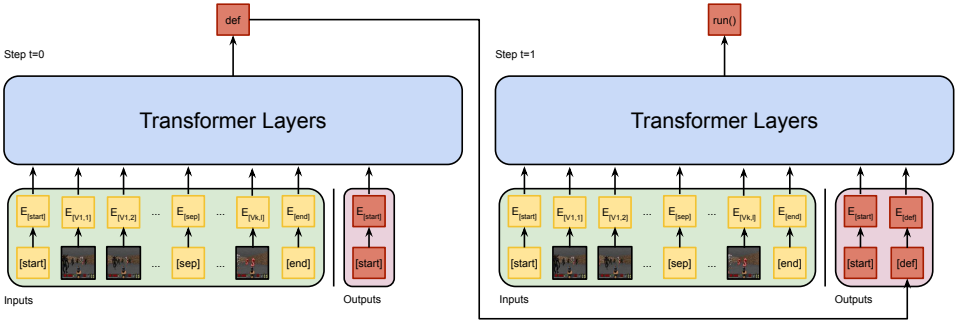 def
run()
Step t=0
Step t=1
Transformer Layers
Transformer Layers
E[start] E[V1,1] E[V1,2] ... E[sep] ... E[Vk,l] E[end] E[start]
[start] ... [sep] ... [end] [start]
Inputs
Outputs
E[start] E[V1,1] E[V1,2] ... E[sep] ... E[Vk,l] E[end] E[start] E[def]
[start] ... [sep] ... [end] [start] [def]
Inputs
Outputs